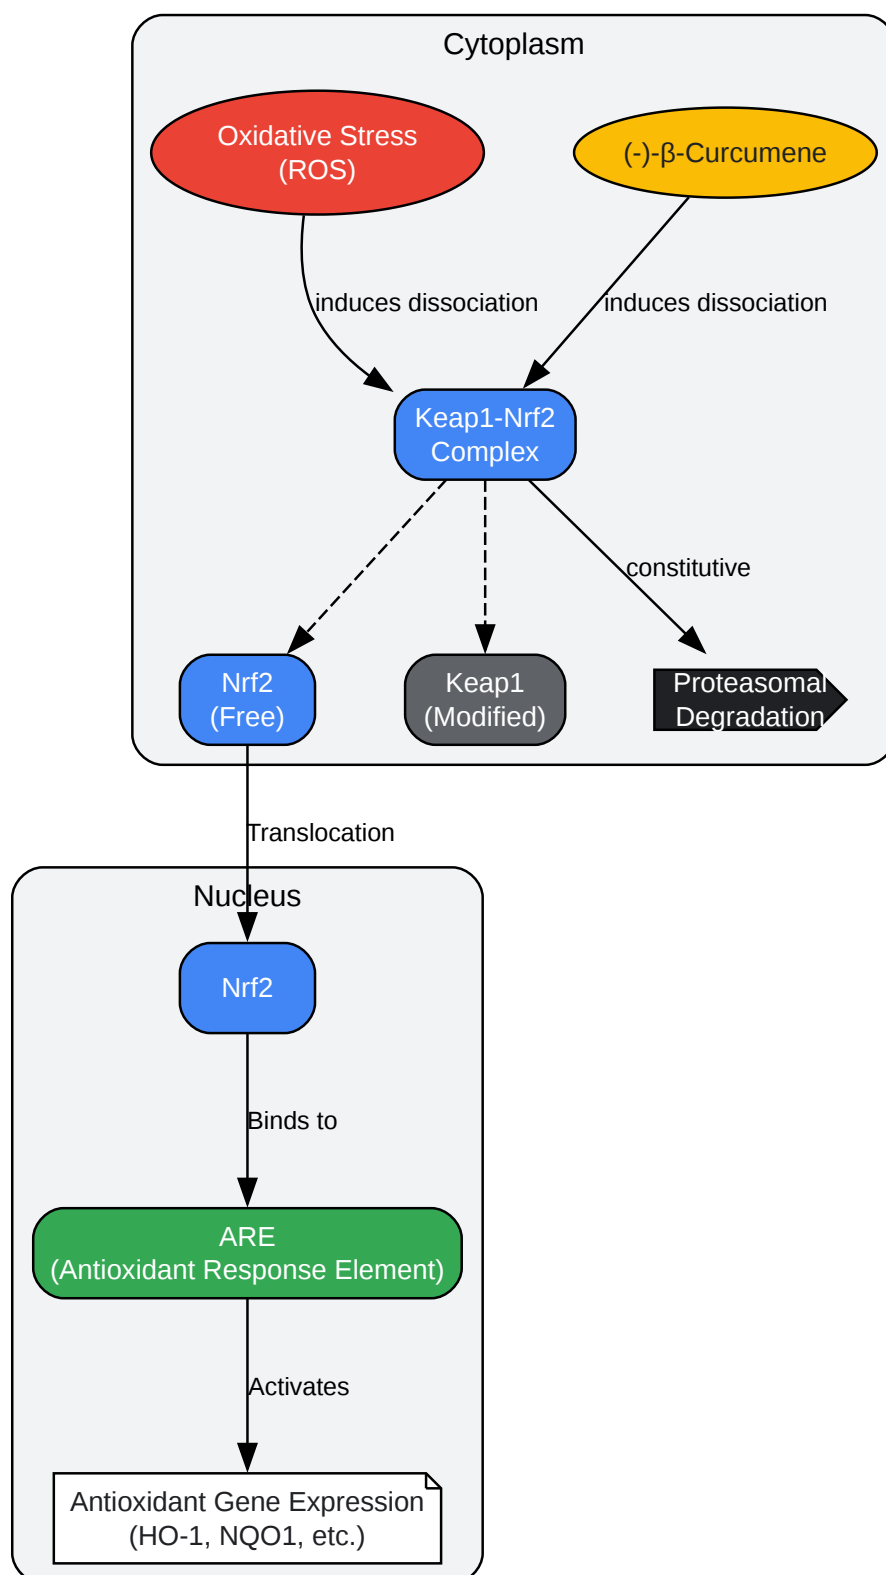 Cytoplasm
Oxidative Stress
(ROS)
(-)-β-Curcumene
induces dissociation
induces dissociation
Keap1-Nrf2
Complex
constitutive
Nrf2
(Free)
Keap1
(Modified)
Proteasomal
Degradation
Translocation
Nucleus
Nrf2
Binds to
ARE
(Antioxidant Response Element)
Activates
Antioxidant Gene Expression
(HO-1, NQO1, etc.)